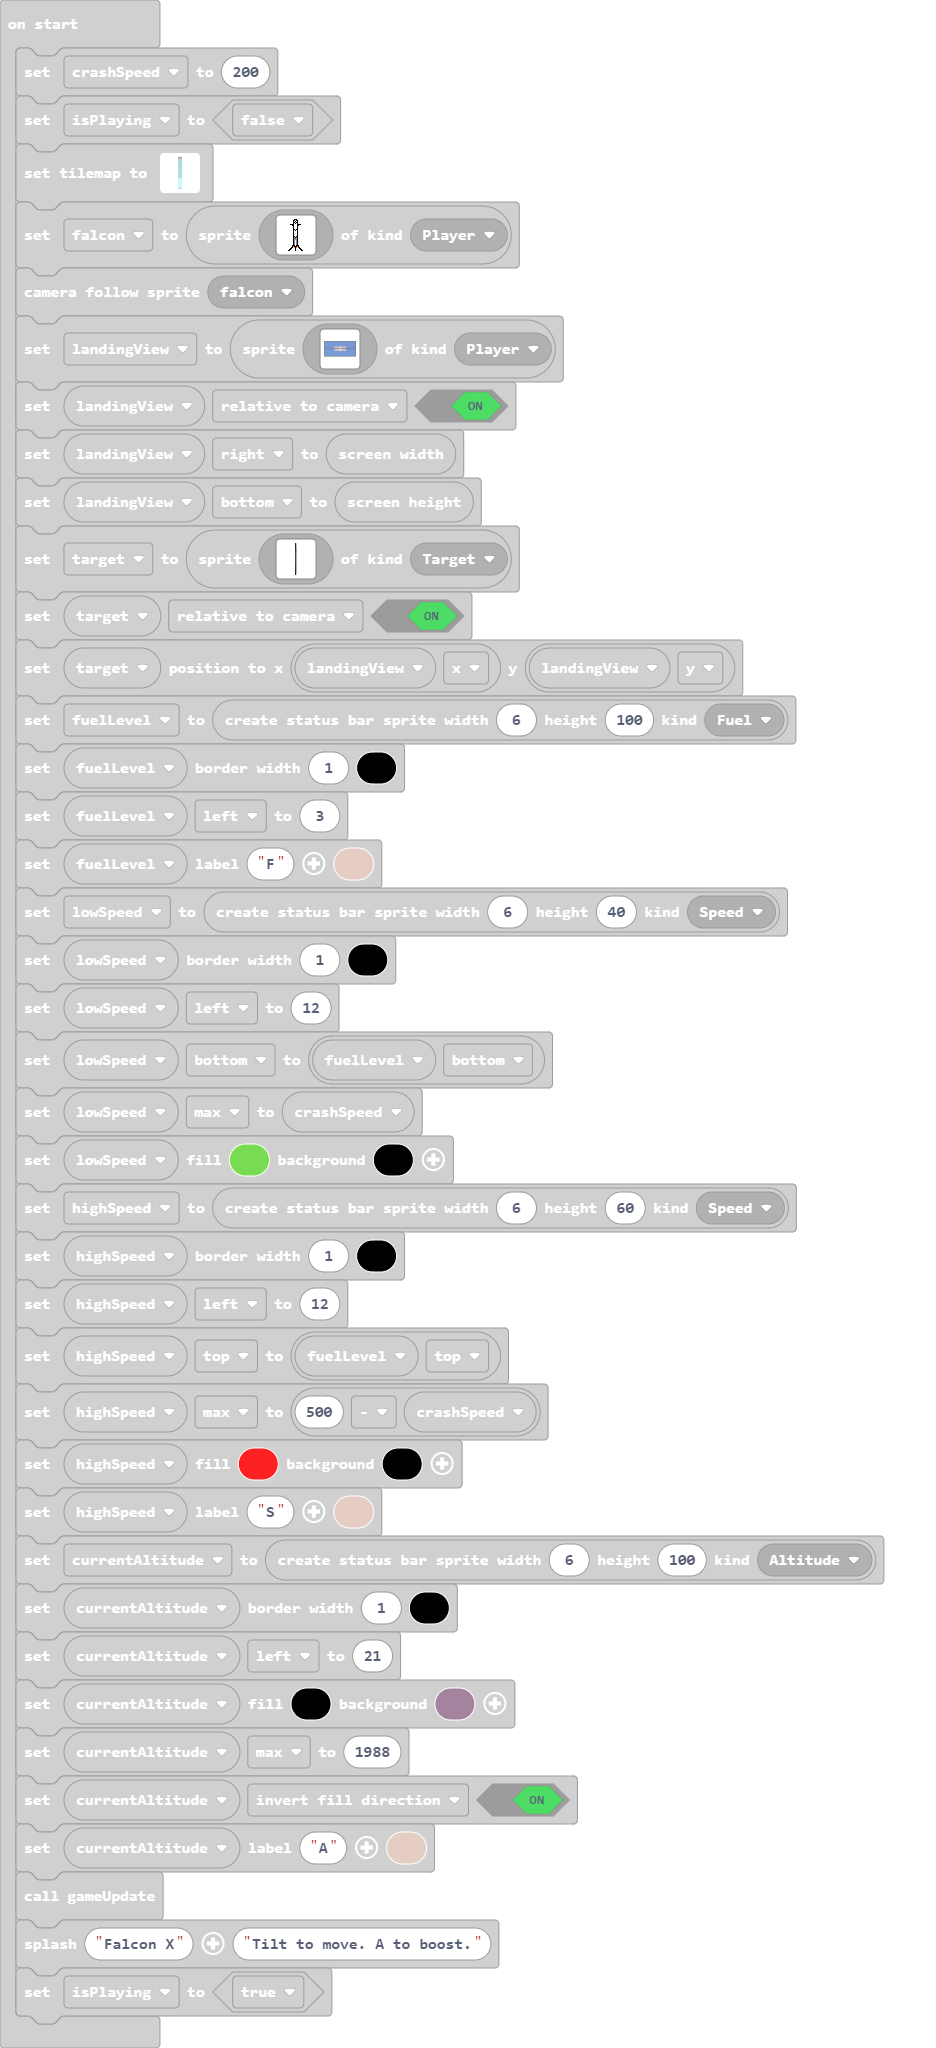 on start
set crashSpeed to 200
set isPlaying to false
set tilemap to
set falcon to sprite of kind Player
camera follow sprite falcon
set landingView to sprite of kind Player
set landingView relative to camera ON
set landingView right to screen width
set landingView bottom to screen height
set target to sprite of kind Target
set target relative to camera ON
set target position to x landingView x y landingView y
set fuelLevel to create status bar sprite width 6 height 100 kind Fuel
set fuelLevel border width 1
set fuelLevel left to 3
set fuelLevel label "F"
set lowSpeed to create status bar sprite width 6 height 40 kind Speed
set lowSpeed border width 1
set lowSpeed left to 12
set lowSpeed bottom to fuelLevel bottom
set lowSpeed max to crashSpeed
set lowSpeed fill background
set highSpeed to create status bar sprite width 6 height 60 kind Speed
set highSpeed border width 1
set highSpeed left to 12
set highSpeed top to fuelLevel top
set highSpeed max to 500 - crashSpeed
set highSpeed fill background
set highSpeed label "S"
set currentAltitude to create status bar sprite width 6 height 100 kind Altitude
set currentAltitude border width 1
set currentAltitude left to 21
set currentAltitude fill background
set currentAltitude max to 1988
set currentAltitude invert fill direction ON
set currentAltitude label "A"
call gameUpdate
splash "Falcon X" "Tilt to move. A to boost."
set isPlaying to true